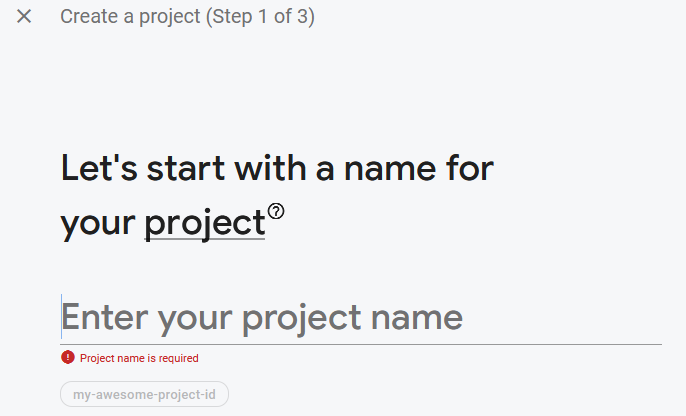 Create a project (Step 1 of 3)
Let's start with a name for
your project
Enter your project name
Project name is required
my-awesome-project-id